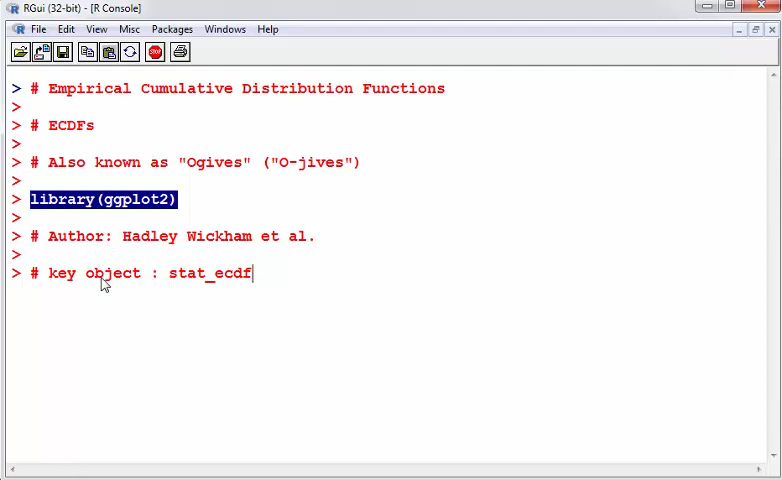 RGui (32-bit) - [R Console]
File Edit View Misc Packages Windows Help
STOP
> # Empirical Cumulative Distribution Functions
>
> # ECDFs
>
> # Also known as "Ogives" ("O-jives")
>
> library(ggplot2)
>
> # Author: Hadley Wickham et al.
>
> # key object : stat_ecdf